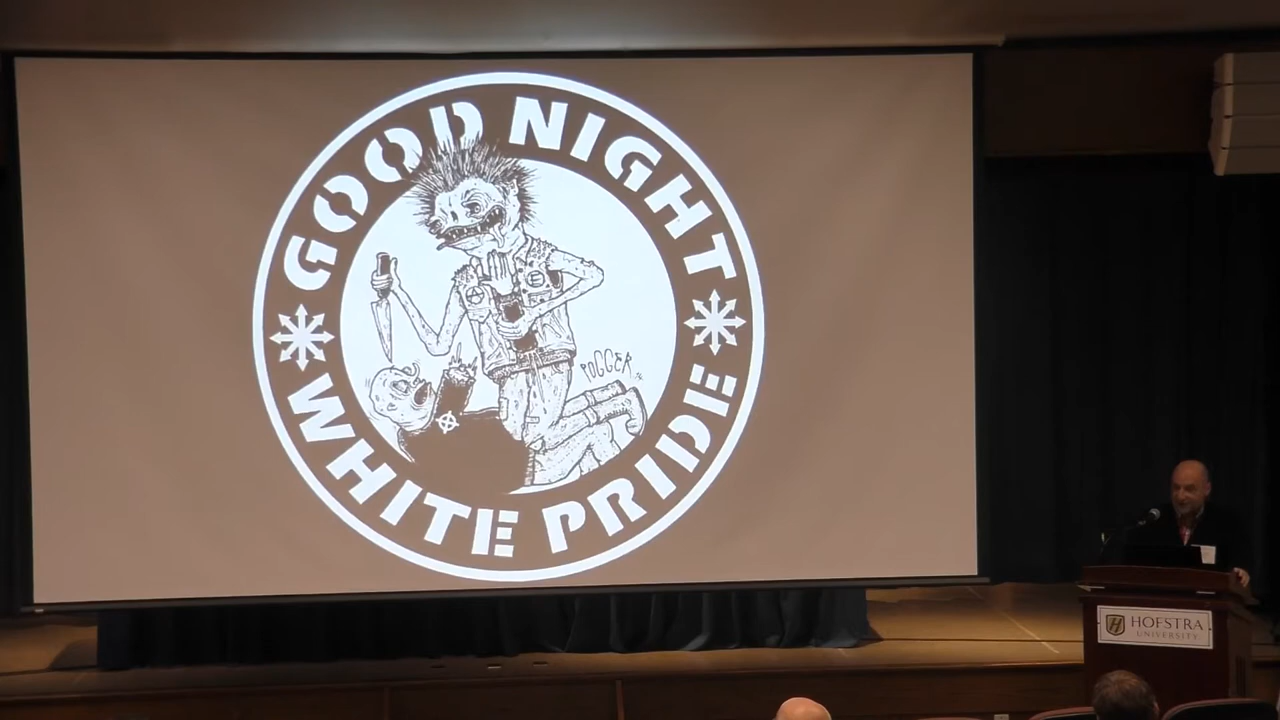 GOOD NIGHT
WHITE PRIDE
POGGER
HOFSTRA
UNIVERSITY